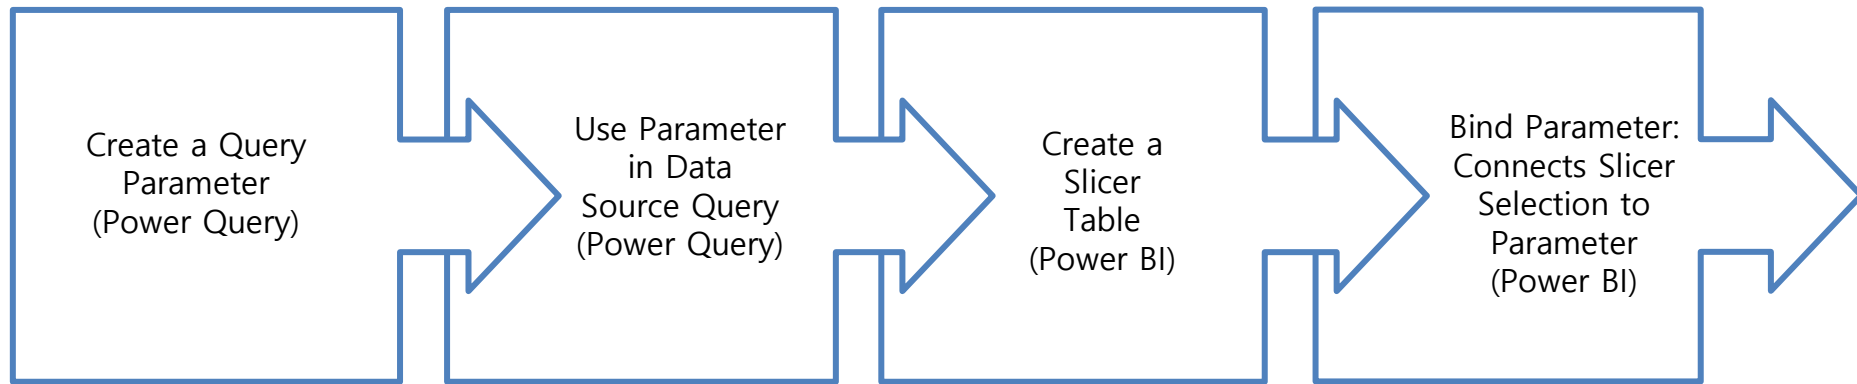 Create a Query
Parameter
(Power Query)
Use Parameter
in Data
Source Query
(Power Query)
Create a
Slicer
Table
(Power BI)
Bind Parameter:
Connects Slicer
Selection to
Parameter
(Power BI)